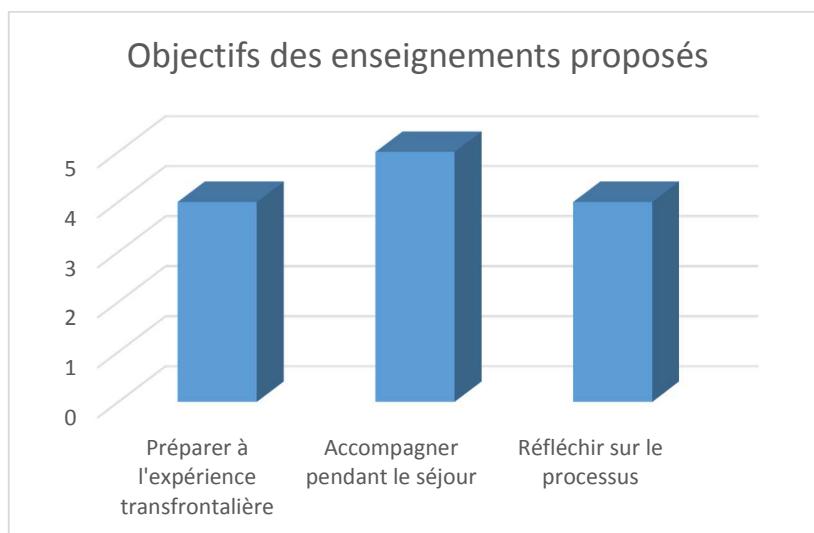 Objectifs des enseignements proposés
5
4
3
2
1
0
Préparer à
l'expérience
transfrontalière
Accompagner
pendant le séjour
Réfléchir sur le
processus